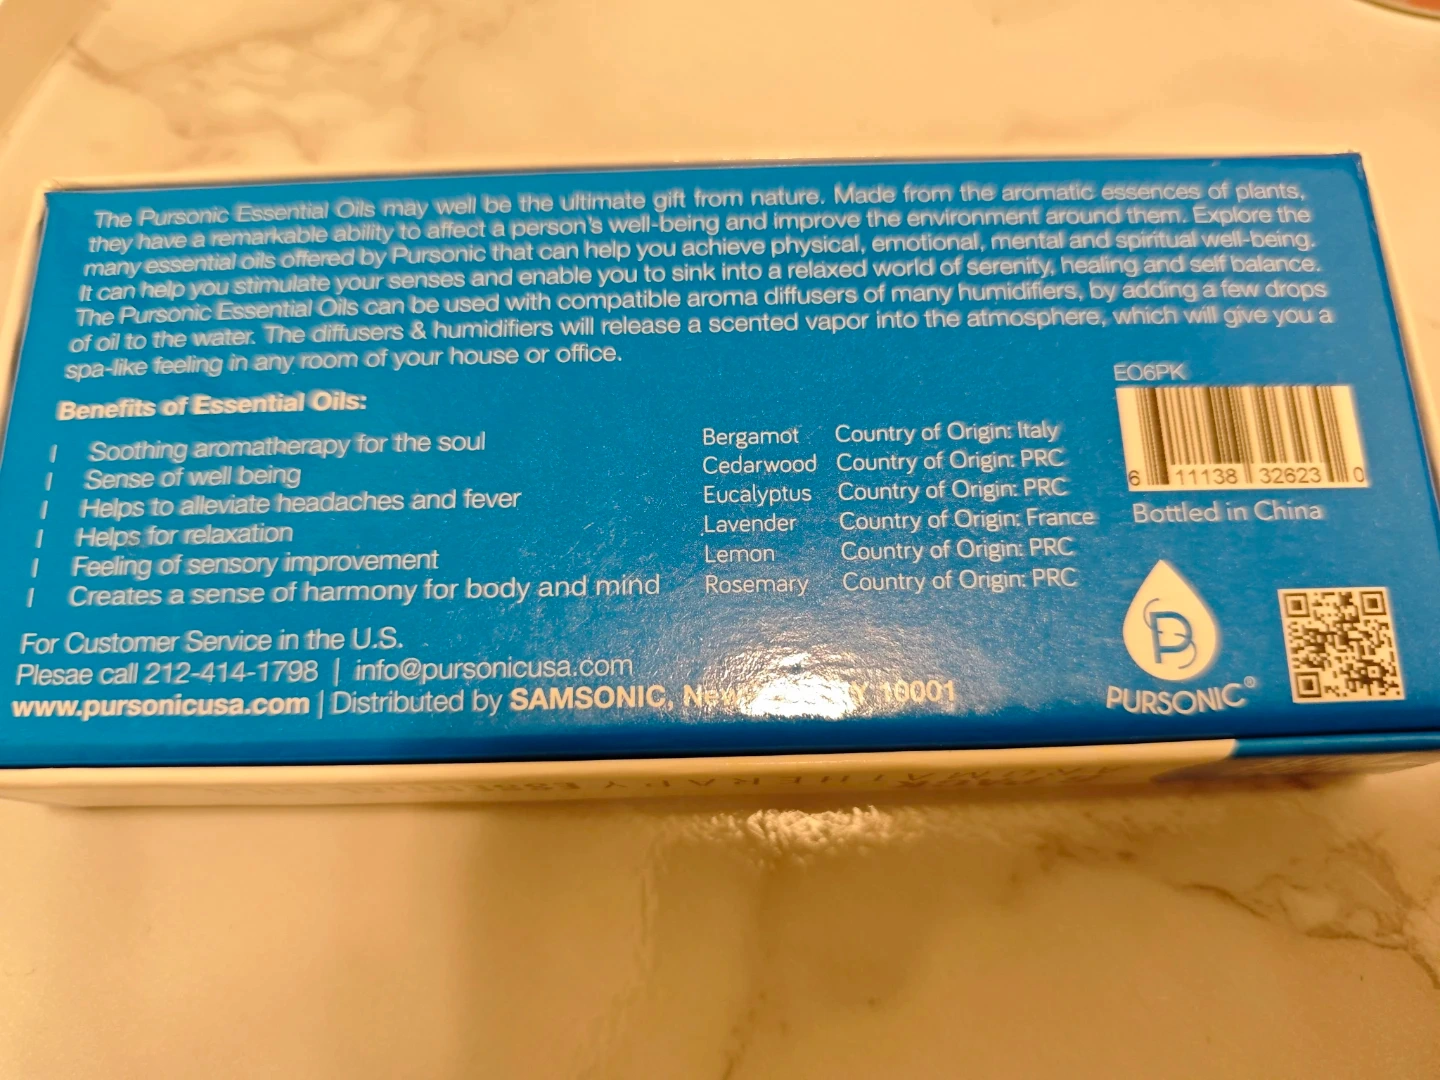 The Pursonic Essential Oils may well be the ultimate gift from nature. Made from the aromatic essences of plants,
they have a remarkable ability to affect a person's well-being and improve the environment around them. Explore the
many essential oils offered by Pursonic that can help you achieve physical, emotional, mental and spiritual well-being.
It can help you stimulate your senses and enable you to sink into a relaxed world of serenity, healing and self balance.
The Pursonic Essential Oils can be used with compatible aroma diffusers of many humidifiers, by adding a few drops
of oil to the water. The diffusers & humidifiers will release a scented vapor into the atmosphere, which will give you a
spa-like feeling in any room of your house or office.
Benefits of Essential Oils:
Soothing aromatherapy for the soul
Sense of well being
Helps to alleviate headaches and fever
Helps for relaxation
Feeling of sensory improvement
Creates a sense of harmony for body and mind
Bergamot Country of Origin: Italy
Cedarwood Country of Origin: PRC
Eucalyptus Country of Origin: PRC
Lavender Country of Origin: France
Lemon Country of Origin: PRC
Rosemary Country of Origin: PRC
EO6PK
6 11138 32623 0
Bottled in China
PURSONIC®
For Customer Service in the U.S.
Plesae call 212-414-1798 | info@pursonicusa.com
www.pursonicusa.com | Distributed by SAMSONIC, 10001